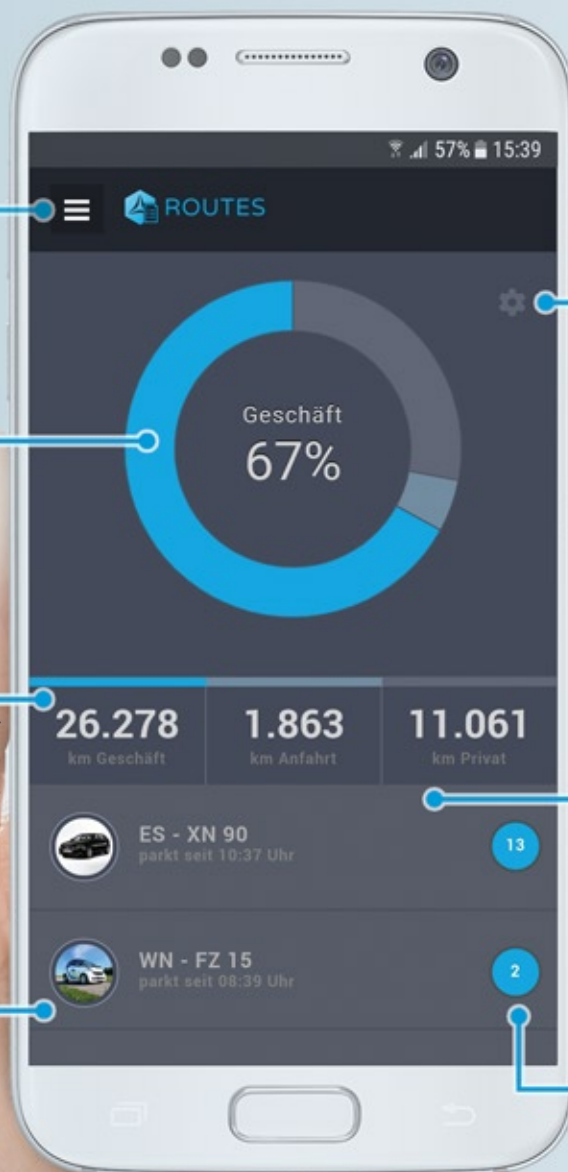 57% 15:39
ROUTES
Geschäft
67%
26.278
km Geschäft
1.863
km Anfahrt
11.061
km Privat
ES - XN 90
parkt seit 10:37 Uhr
13
WN - FZ 15
parkt seit 08:39 Uhr
2